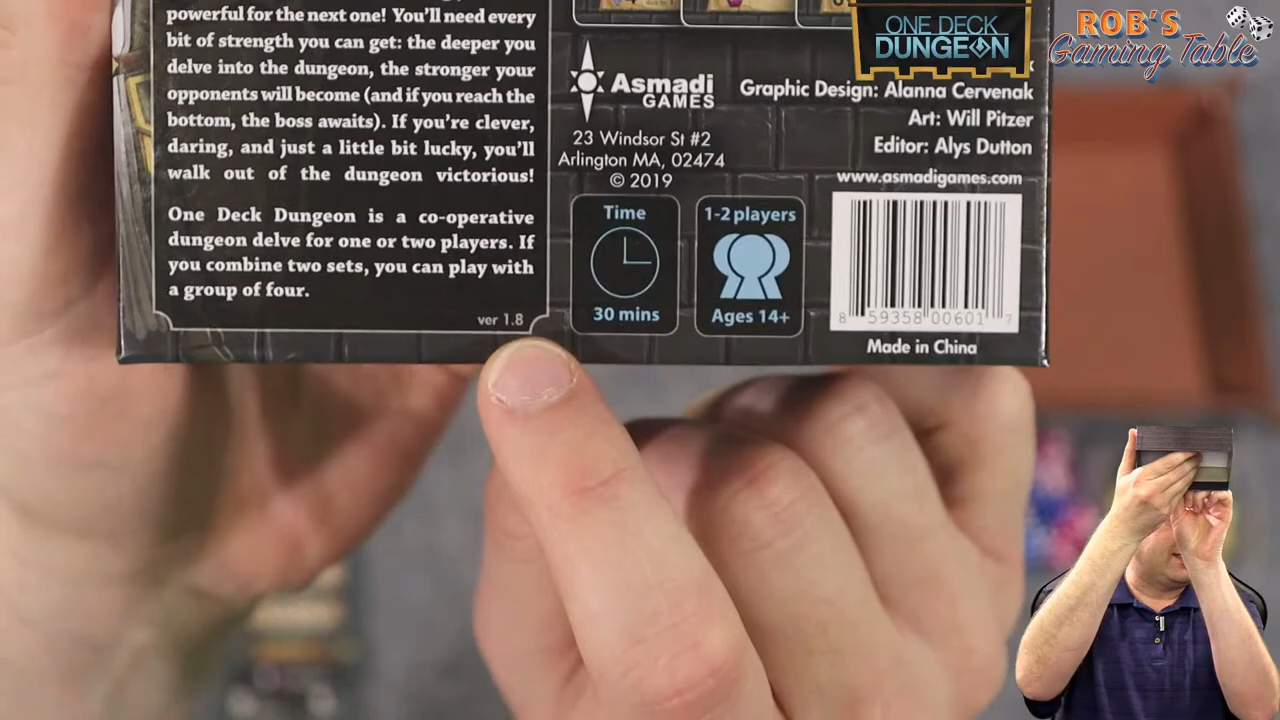 powerful for the next one! You'll need every
bit of strength you can get: the deeper you
delve into the dungeon, the stronger your
opponents will become (and if you reach the
bottom, the boss awaits). If you're clever,
daring, and just a little bit lucky, you'll
walk out of the dungeon victorious!
One Deck Dungeon is a co-operative
dungeon delve for one or two players. If
you combine two sets, you can play with
a group of four.
ver 1.8
Asmadi
GAMES
23 Windsor St #2
Arlington MA, 02474
© 2019
Time
30 mins
1-2 players
Ages 14+
ONE DECK
DUNGEON
Graphic Design: Alanna Cervenak
Art: Will Pitzer
Editor: Alys Dutton
www.asmadigames.com
8 59358 00601 7
Made in China
ROB'S
Gaming Table